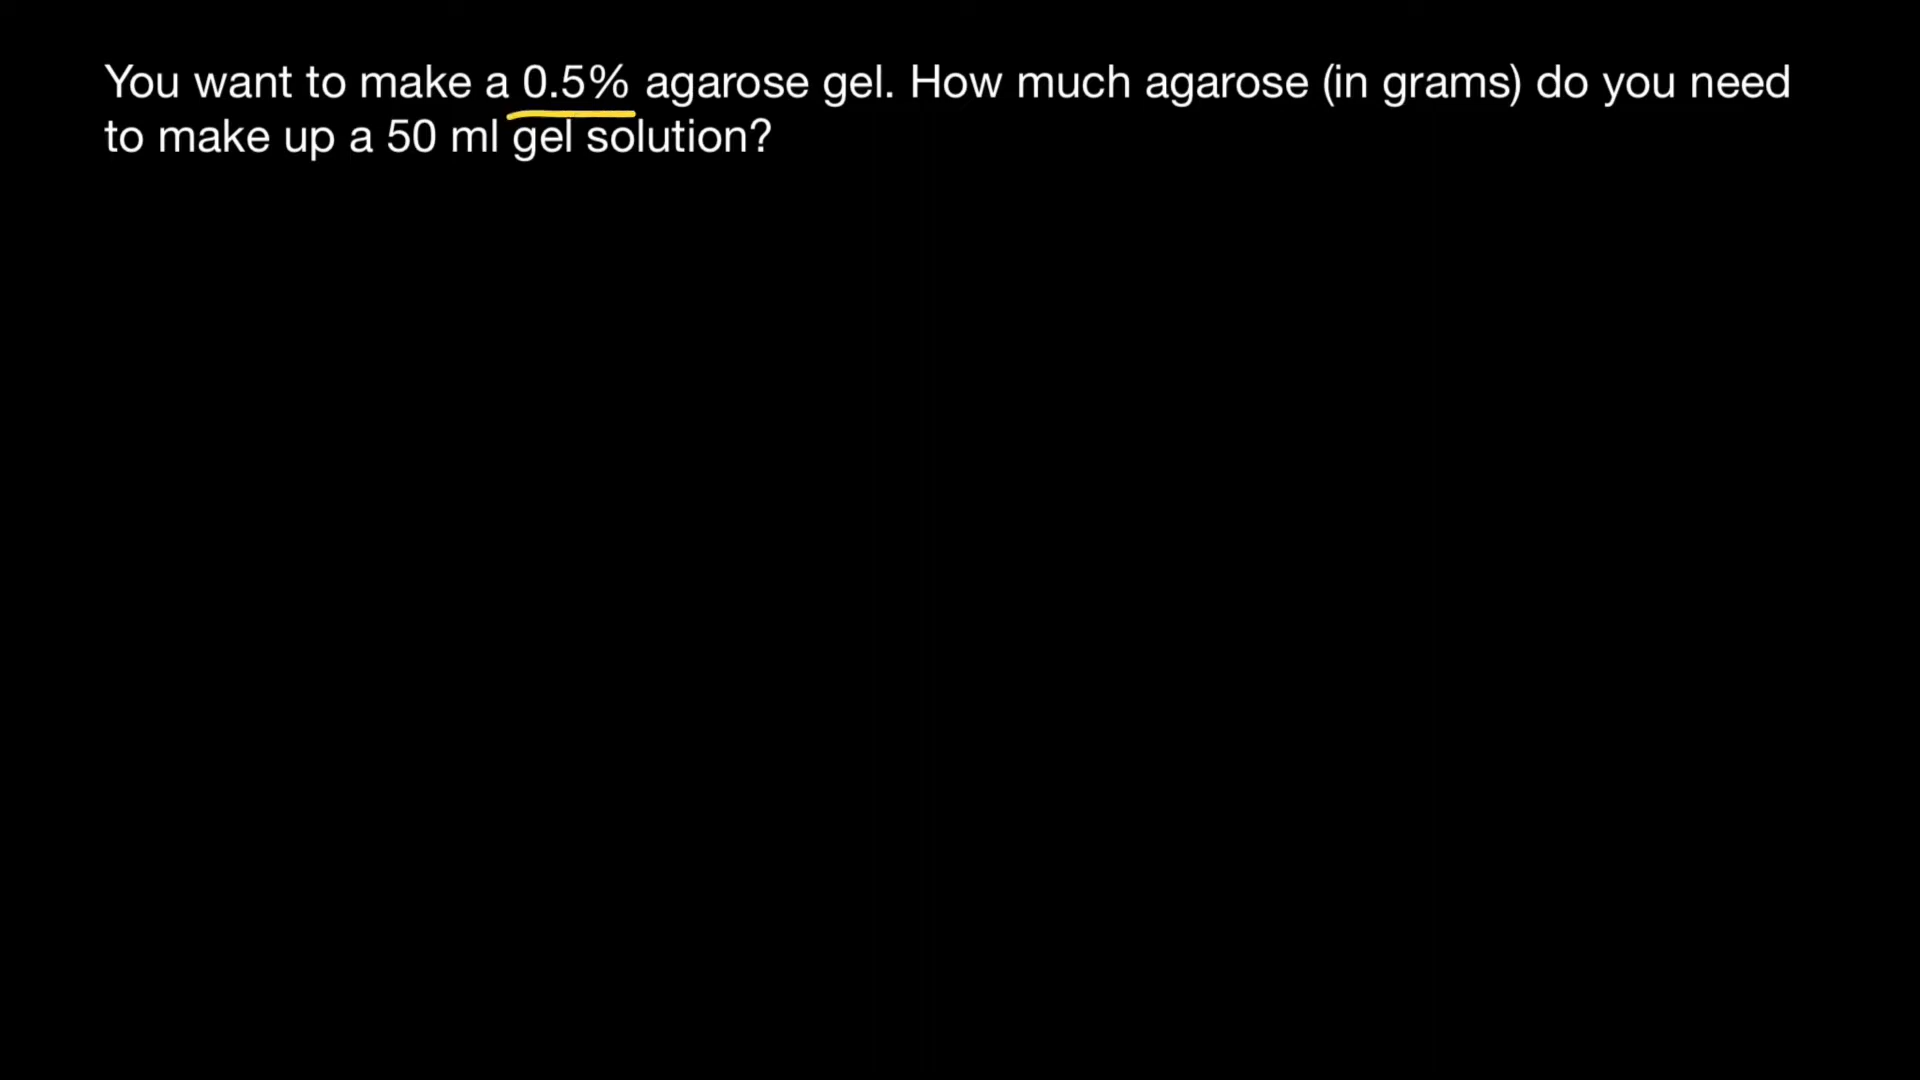 You want to make a 0.5% agarose gel. How much agarose (in grams) do you need
to make up a 50 ml gel solution?